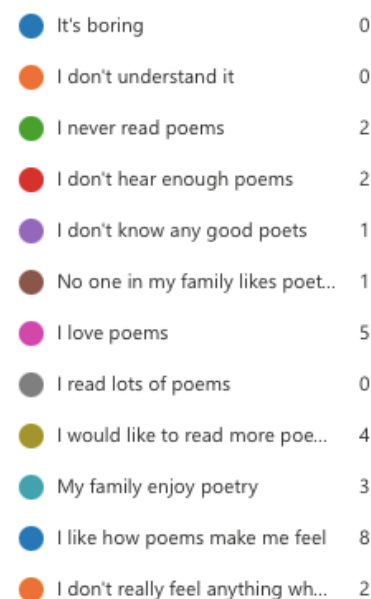 It's boring 0
I don't understand it 0
I never read poems 2
I don't hear enough poems 2
I don't know any good poets 1
No one in my family likes poet... 1
I love poems 5
I read lots of poems 0
I would like to read more poe... 4
My family enjoy poetry 3
I like how poems make me feel 8
I don't really feel anything wh... 2